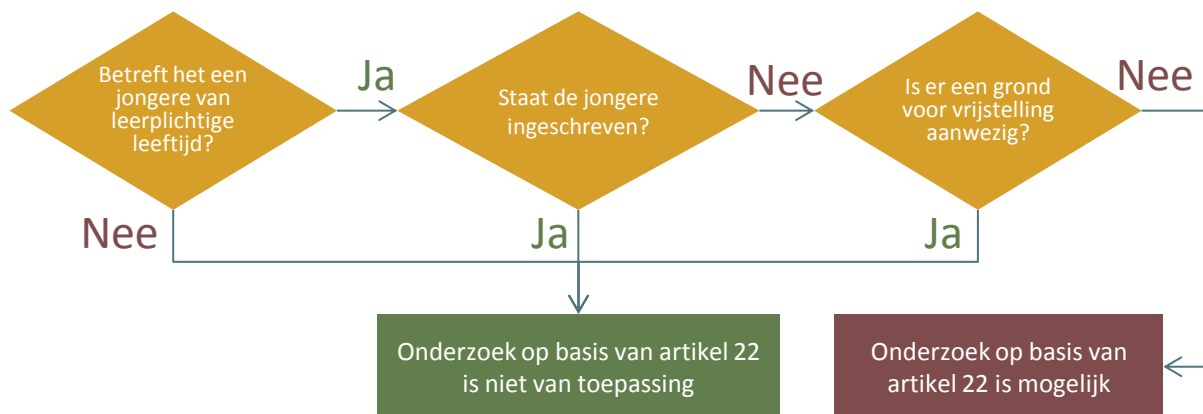 Betreft het een
jongere van
leerplichtige
leeftijd?
Ja
Staat de jongere
ingeschreven?
Nee
Is er een grond
voor vrijstelling
aanwezig?
Nee
Nee
Ja
Ja
Onderzoek op basis van artikel 22
is niet van toepassing
Onderzoek op basis van
artikel 22 is mogelijk